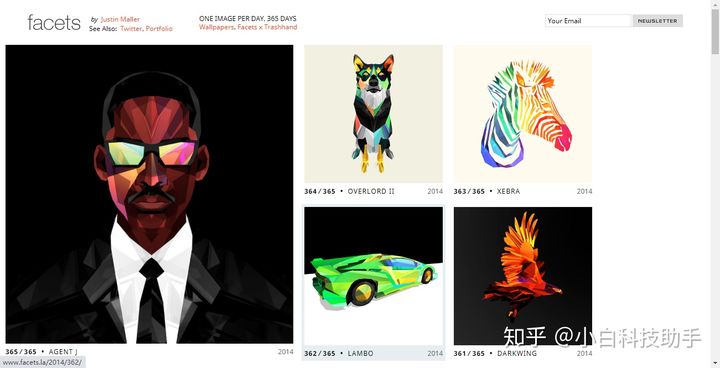 facets
by Justin Maller
See Also: Twitter, Portfolio
ONE IMAGE PER DAY, 365 DAYS
Wallpapers, Facets x Trashhand
Your Email
NEWSLETTER
364/365 • OVERLORD II 2014
363/365 • XEBRA 2014
365/365 • AGENT J 2014
362/365 • LAMBO 2014
361/365 • DARKWING 2014
知乎 @小白科技助手
www.facets.la/2014/362/